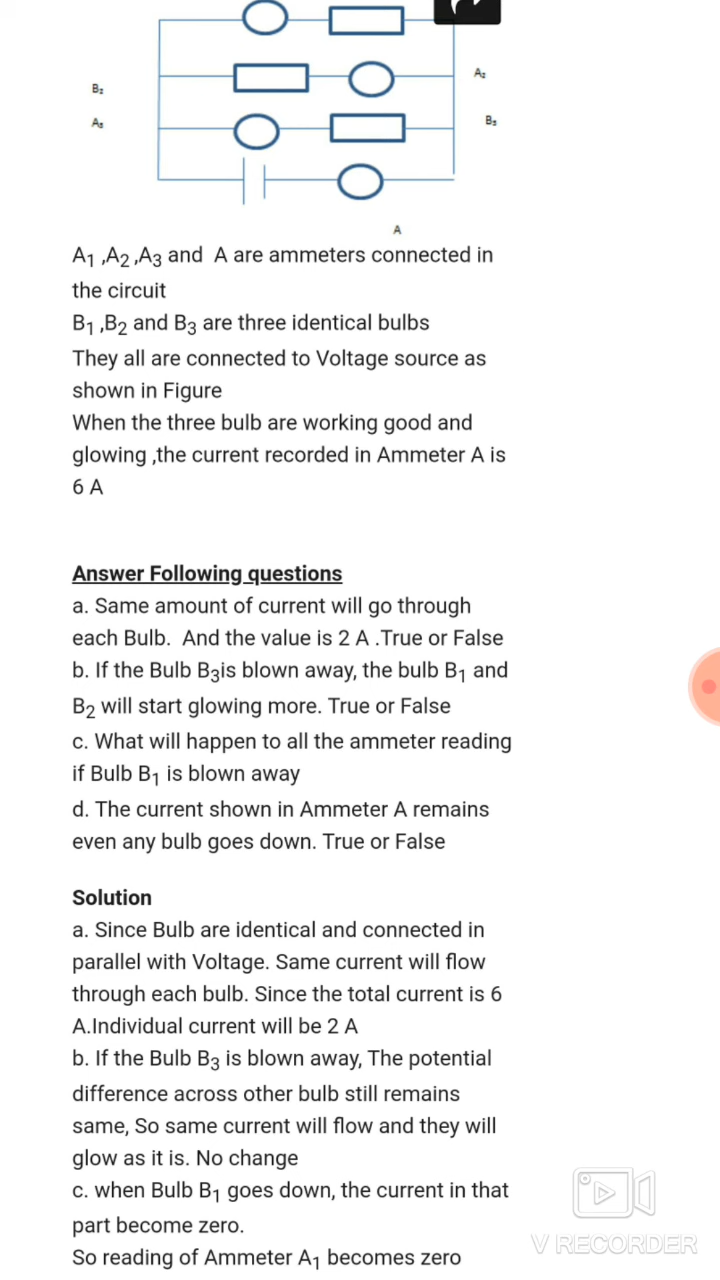 A₂
B₂
A₃
B₃
A
A₁ ,A₂ ,A₃ and A are ammeters connected in
the circuit
B₁ ,B₂ and B₃ are three identical bulbs
They all are connected to Voltage source as
shown in Figure
When the three bulb are working good and
glowing ,the current recorded in Ammeter A is
6 A
Answer Following questions
a. Same amount of current will go through
each Bulb. And the value is 2 A .True or False
b. If the Bulb B₃is blown away, the bulb B₁ and
B₂ will start glowing more. True or False
c. What will happen to all the ammeter reading
if Bulb B₁ is blown away
d. The current shown in Ammeter A remains
even any bulb goes down. True or False
Solution
a. Since Bulb are identical and connected in
parallel with Voltage. Same current will flow
through each bulb. Since the total current is 6
A.Individual current will be 2 A
b. If the Bulb B₃ is blown away, The potential
difference across other bulb still remains
same, So same current will flow and they will
glow as it is. No change
c. when Bulb B₁ goes down, the current in that
part become zero.
So reading of Ammeter A₁ becomes zero
V RECORDER